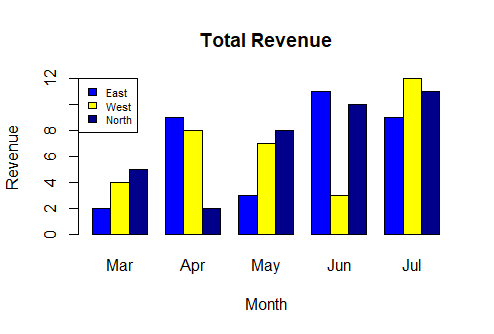 Total Revenue
Revenue
12
8
6
4
2
0
East
West
North
Mar Apr May Jun Jul
Month